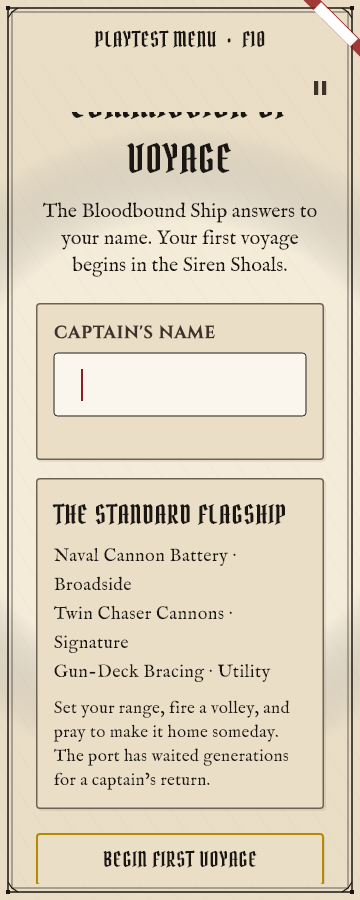 PLAYTEST MENU · F10
VOYAGE
The Bloodbound Ship answers to
your name. Your first voyage
begins in the Siren Shoals.
CAPTAIN'S NAME
THE STANDARD FLAGSHIP
Naval Cannon Battery ·
Broadside
Twin Chaser Cannons ·
Signature
Gun-Deck Bracing · Utility
Set your range, fire a volley, and
pray to make it home someday.
The port has waited generations
for a captain's return.
BEGIN FIRST VOYAGE